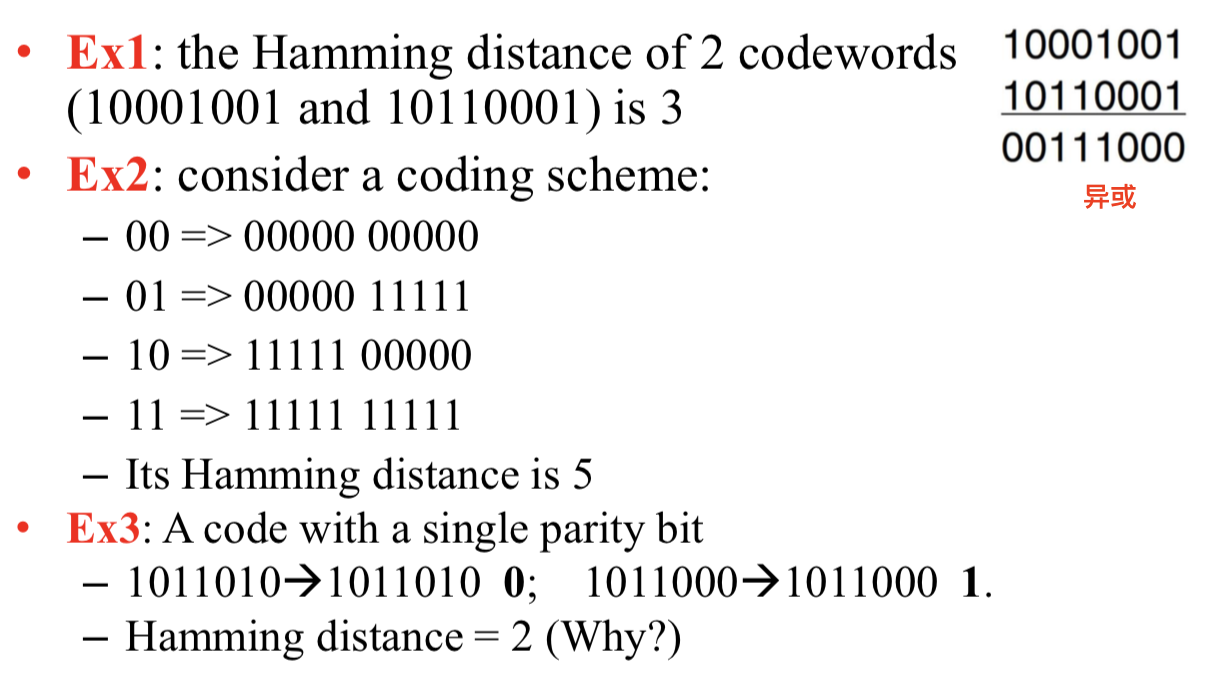 • Ex1: the Hamming distance of 2 codewords
(10001001 and 10110001) is 3
10001001
10110001
00111000
异或
• Ex2: consider a coding scheme:
– 00 => 00000 00000
– 01 => 00000 11111
– 10 => 11111 00000
– 11 => 11111 11111
– Its Hamming distance is 5
• Ex3: A code with a single parity bit
– 1011010→1011010 0; 1011000→1011000 1.
– Hamming distance = 2 (Why?)